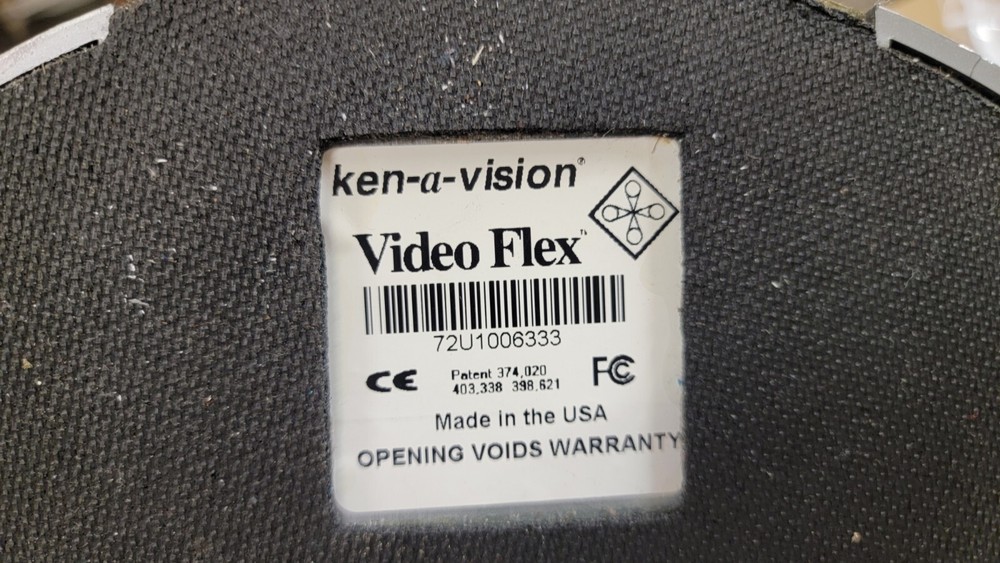 ken-a-vision®
Video Flex™
72U1006333
CE
Patent 374,020
403,338 398,621
FC
Made in the USA
OPENING VOIDS WARRANTY